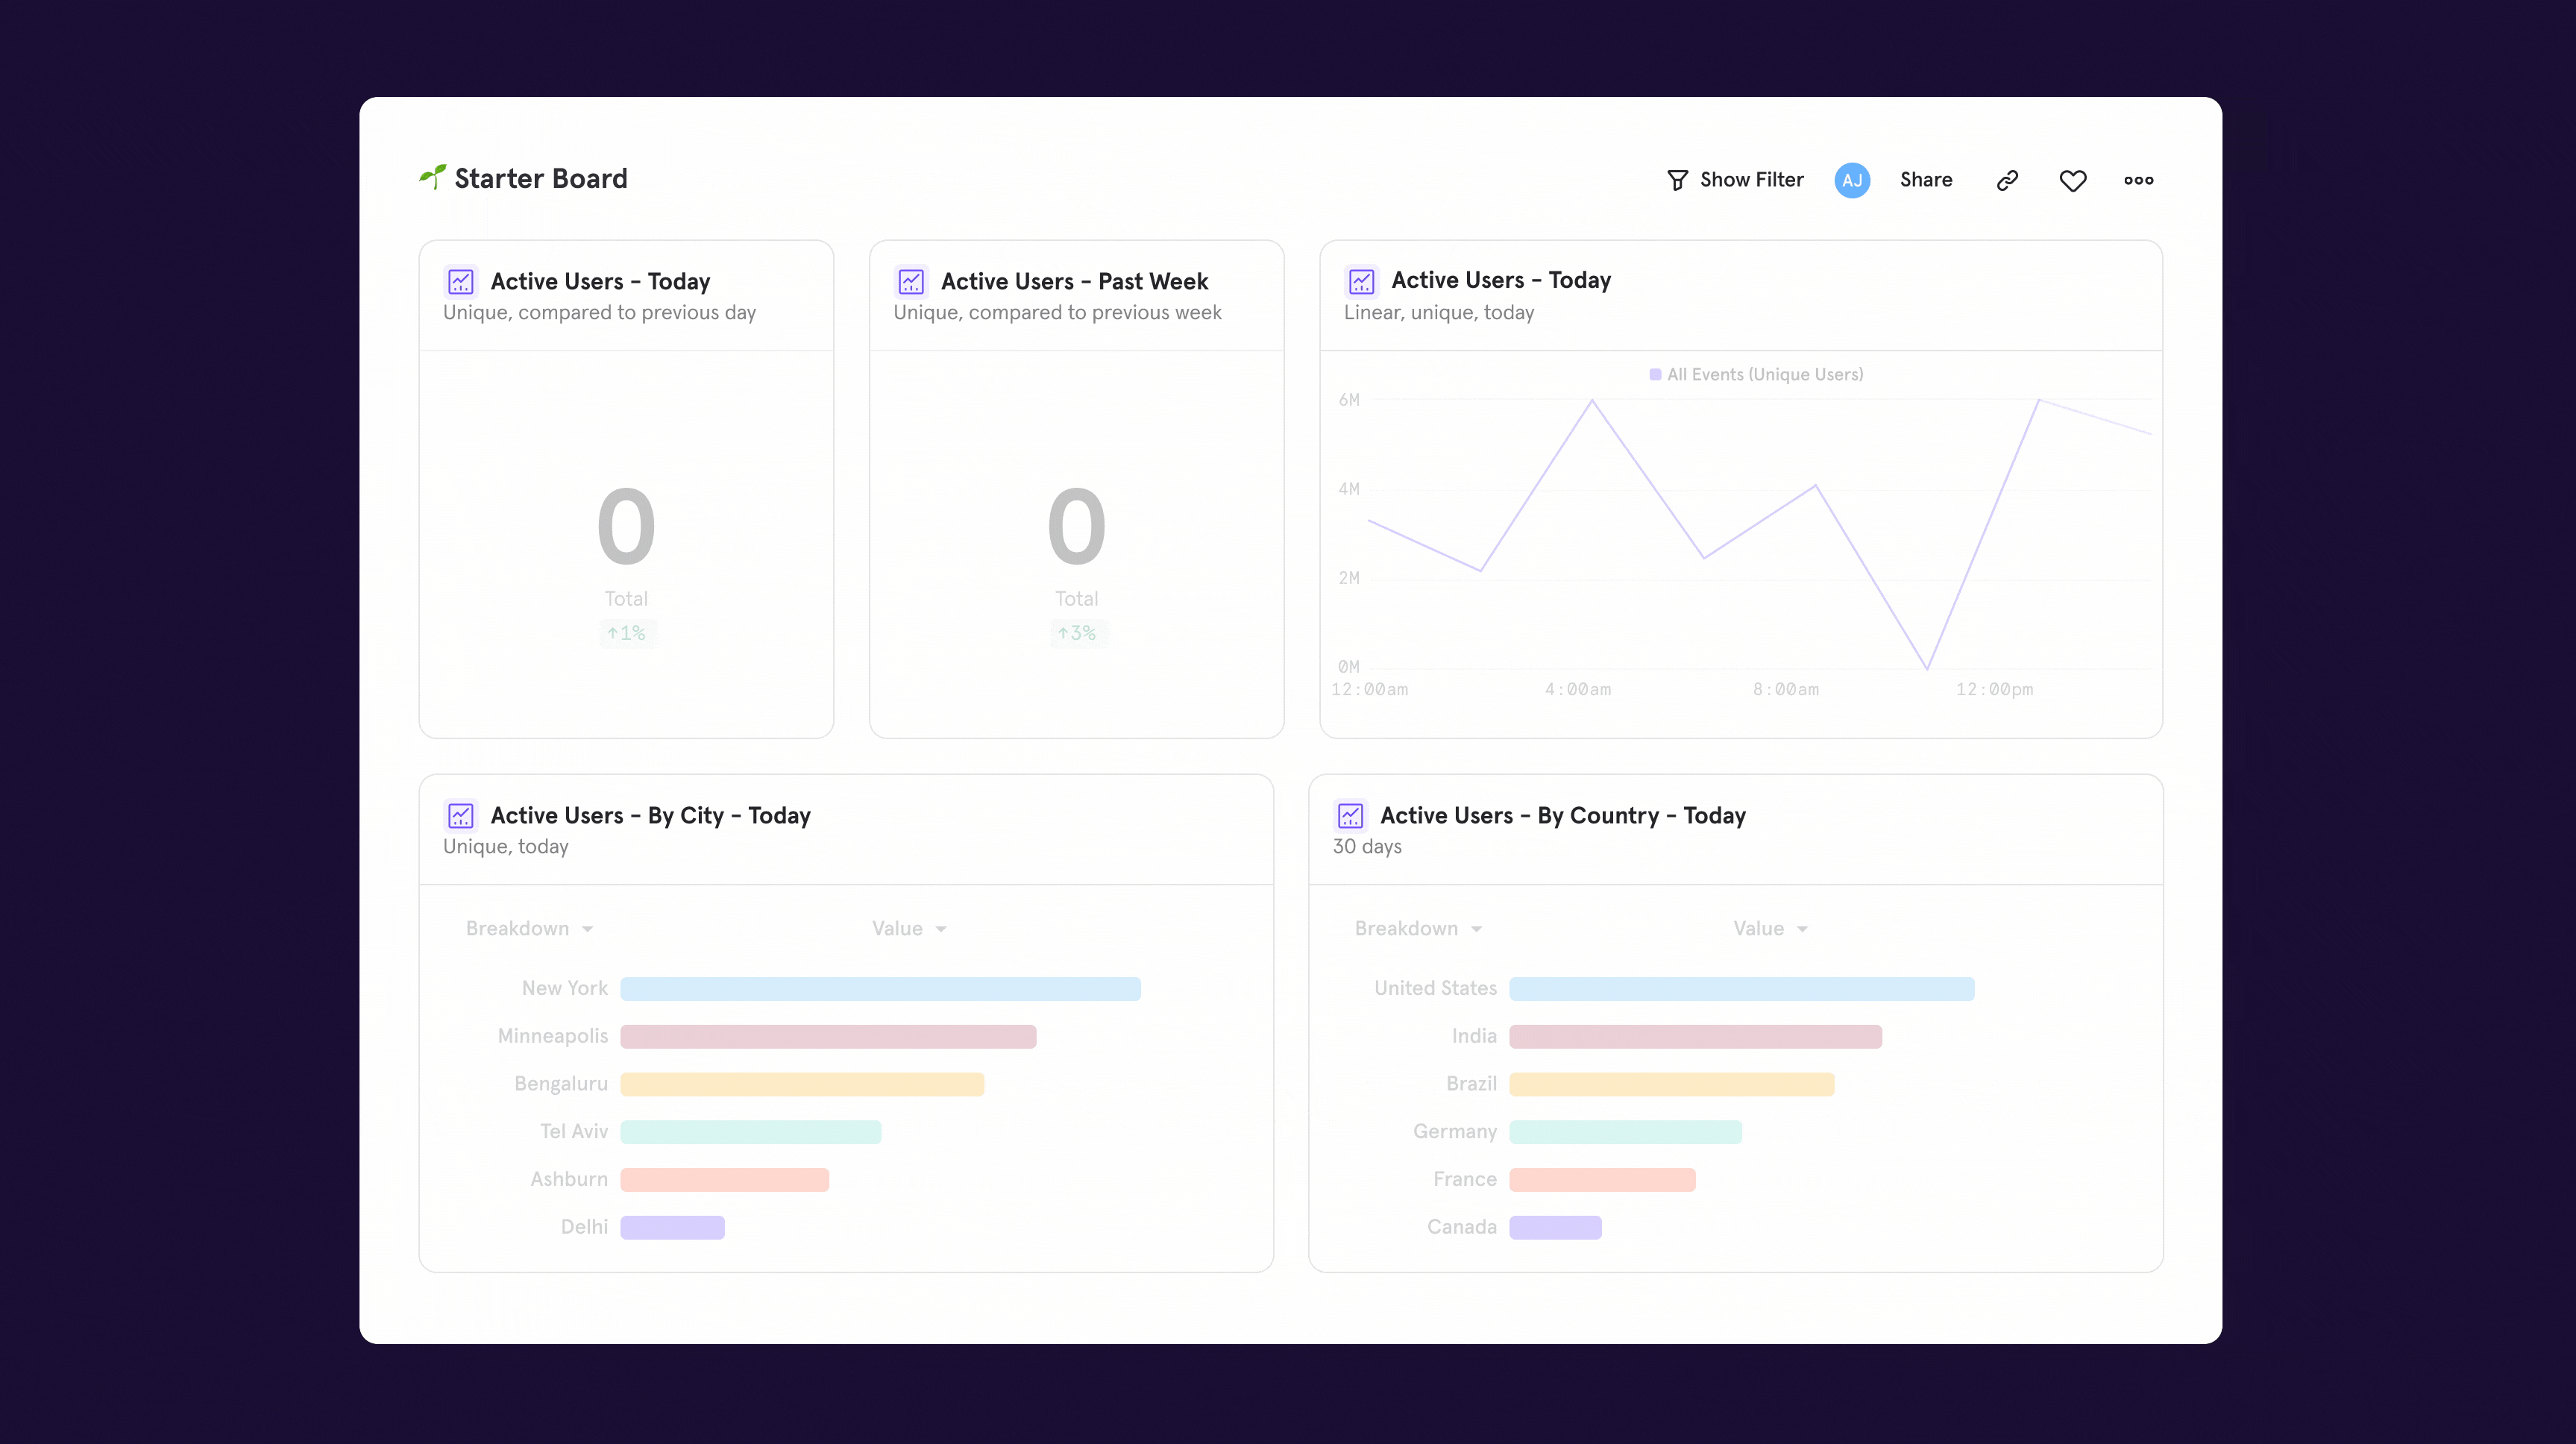 Starter Board
Show Filter
AJ
Share
Active Users - Today
Unique, compared to previous day
0
Total
↑1%
Active Users - Past Week
Unique, compared to previous week
0
Total
↑3%
Active Users - Today
Linear, unique, today
All Events (Unique Users)
6M
4M
2M
0M
12:00am 4:00am 8:00am 12:00pm
Active Users - By City - Today
Unique, today
Breakdown Value
New York
Minneapolis
Bengaluru
Tel Aviv
Ashburn
Delhi
Active Users - By Country - Today
30 days
Breakdown Value
United States
India
Brazil
Germany
France
Canada